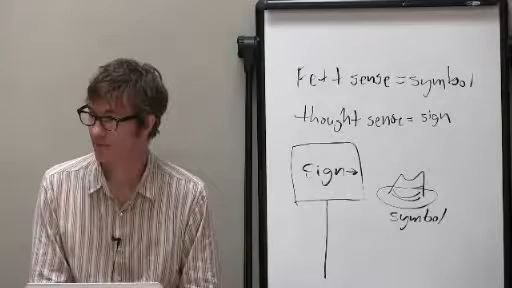 Felt sense = symbol
thought sense = sign
sign→
symbol